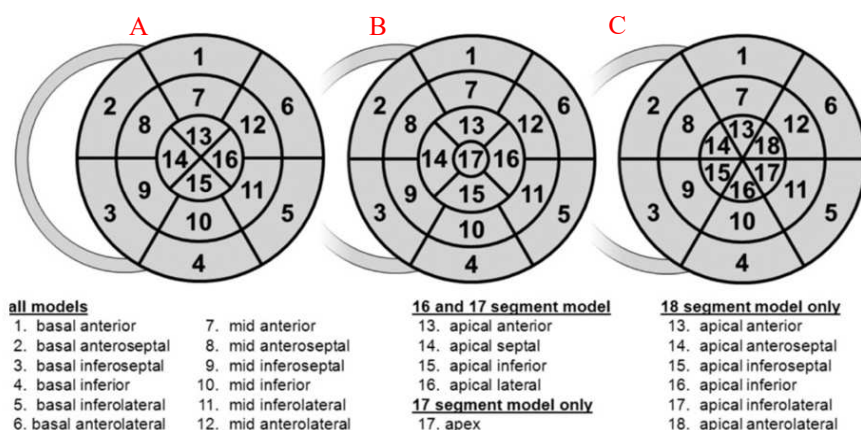 A B C
1 1 1
2 7 6 2 7 6 2 7 6
8 13 12 8 13 12 8 13 12
14 16 14 17 16 14 18
15 15 15 17
9 11 9 11 9 16 11
3 10 5 3 10 5 3 10 5
4 4 4
all models
1. basal anterior
2. basal anteroseptal
3. basal inferoseptal
4. basal inferior
5. basal inferolateral
6. basal anterolateral
7. mid anterior
8. mid anteroseptal
9. mid inferoseptal
10. mid inferior
11. mid inferolateral
12. mid anterolateral
16 and 17 segment model
13. apical anterior
14. apical septal
15. apical inferior
16. apical lateral
17 segment model only
17. apex
18 segment model only
13. apical anterior
14. apical anteroseptal
15. apical inferoseptal
16. apical inferior
17. apical inferolateral
18. apical anterolateral